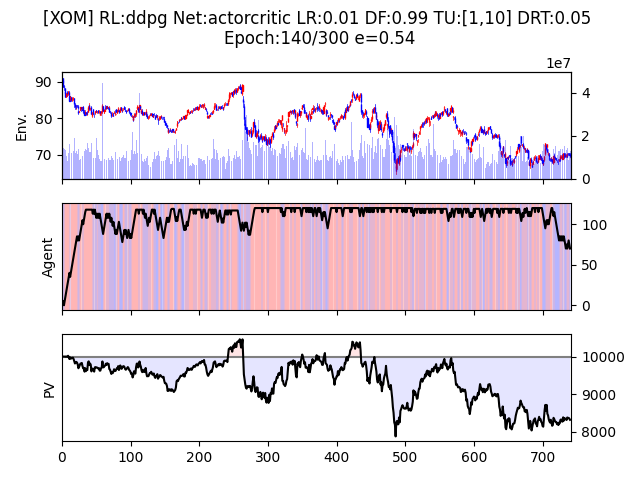 [XOM] RL:ddpg Net:actorcritic LR:0.01 DF:0.99 TU:[1,10] DRT:0.05
Epoch:140/300 e=0.54
1e7
90
80
70
Env.
4
2
0
Agent
100
50
0
PV
10000
9000
8000
0 100 200 300 400 500 600 700